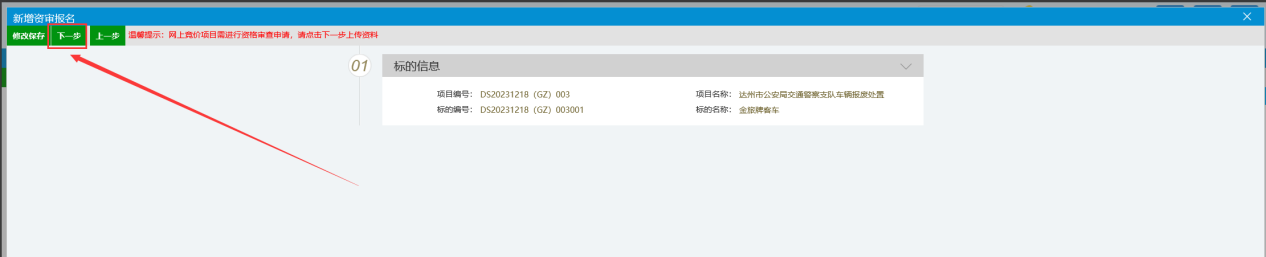 新增资审报名
修改保存 下一步 上一步 温馨提示：网上竞价项目需进行资格审查申请，请点击下一步上传资料
01 标的信息
项目编号： DS20231218（GZ）003 项目名称： 达州市公安局交通警察支队车辆报废处置
标的编号： DS20231218（GZ）003001 标的名称： 金旅牌客车